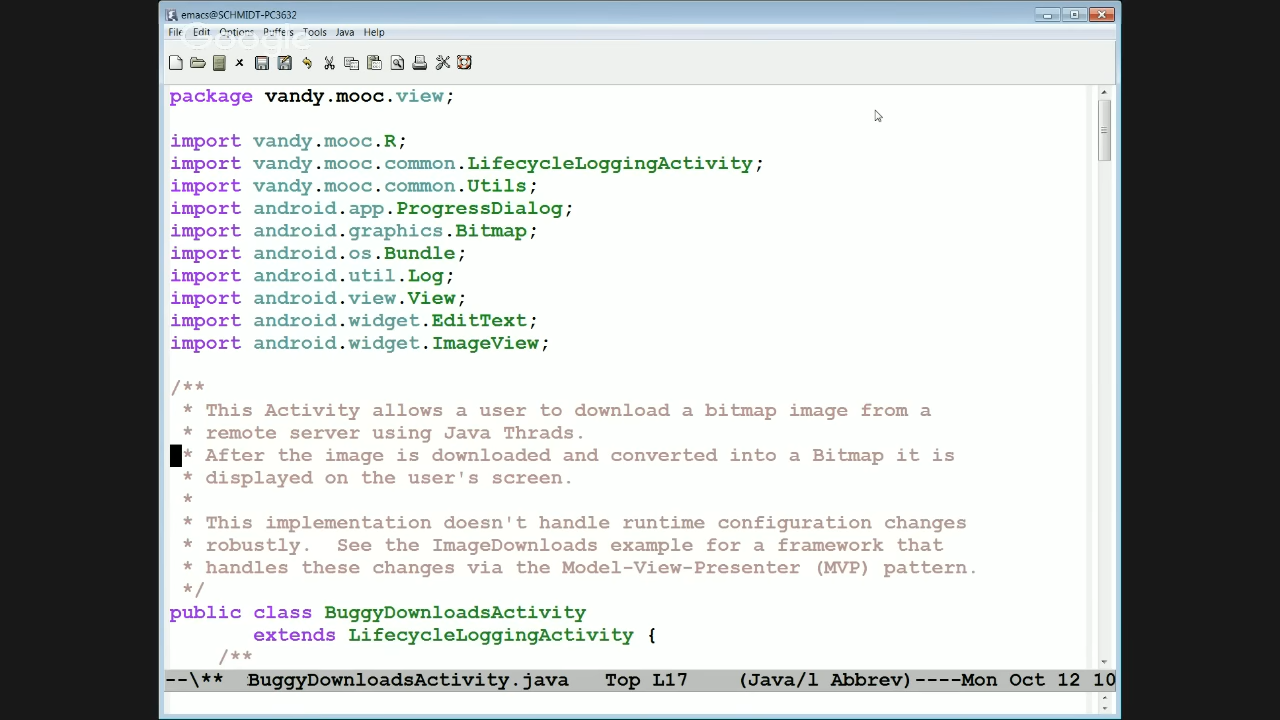 emacs@SCHMIDT-PC3632
File Edit Options Buffers Tools Java Help
Google
package vandy.mooc.view;
import vandy.mooc.R;
import vandy.mooc.common.LifecycleLoggingActivity;
import vandy.mooc.common.Utils;
import android.app.ProgressDialog;
import android.graphics.Bitmap;
import android.os.Bundle;
import android.util.Log;
import android.view.View;
import android.widget.EditText;
import android.widget.ImageView;
/**
* This Activity allows a user to download a bitmap image from a
* remote server using Java Thrads.
* After the image is downloaded and converted into a Bitmap it is
* displayed on the user's screen.
*
* This implementation doesn't handle runtime configuration changes
* robustly.  See the ImageDownloads example for a framework that
* handles these changes via the Model-View-Presenter (MVP) pattern.
*/
public class BuggyDownloadsActivity
extends LifecycleLoggingActivity {
/**
--\**  BuggyDownloadsActivity.java   Top L17    (Java/l Abbrev)----Mon Oct 12 10